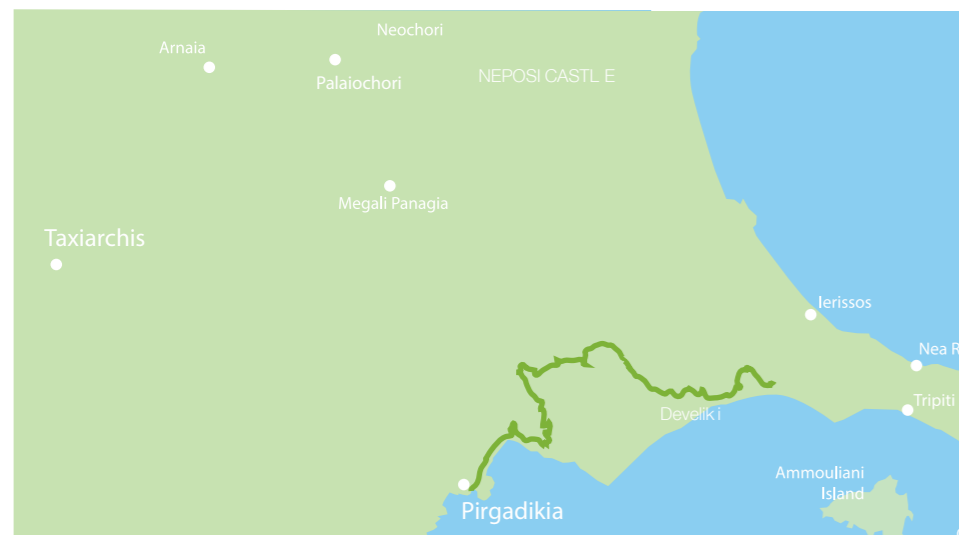 Neochori
Arnaia
Palaiochori
NEPOSI CASTL E
Megali Panagia
Taxiarchis
Ierissos
Nea R
Tripiti
Develik i
Ammouliani
Island
Pirgadikia